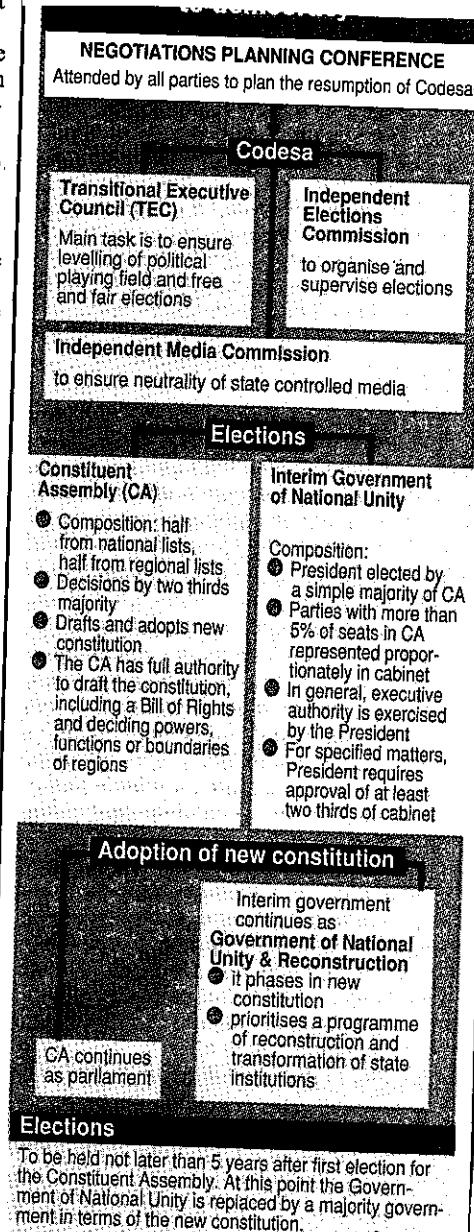 to democracy
NEGOTIATIONS PLANNING CONFERENCE
Attended by all parties to plan the resumption of Codesa
Codesa
Transitional Executive
Council (TEC)
Main task is to ensure
levelling of political
playing field and free
and fair elections
Independent
Elections
Commission
to organise and
supervise elections
Independent Media Commission
to ensure neutrality of state controlled media
Elections
Constituent
Assembly (CA)
Composition: half
from national lists,
half from regional lists
Decisions by two thirds
majority
Drafts and adopts new
constitution
The CA has full authority
to draft the constitution,
including a Bill of Rights
and deciding powers,
functions or boundaries
of regions
Interim Government
of National Unity
Composition:
President elected by
a simple majority of CA
Parties with more than
5% of seats in CA
represented propor-
tionately in cabinet
In general, executive
authority is exercised
by the President
For specified matters,
President requires
approval of at least
two thirds of cabinet
Adoption of new constitution
CA continues
as parliament
Interim government
continues as
Government of National
Unity & Reconstruction
it phases in new
constitution
prioritises a programme
of reconstruction and
transformation of state
institutions
Elections
To be held not later than 5 years after first election for
the Constituent Assembly. At this point the Govern-
ment of National Unity is replaced by a majority govern-
ment in terms of the new constitution.